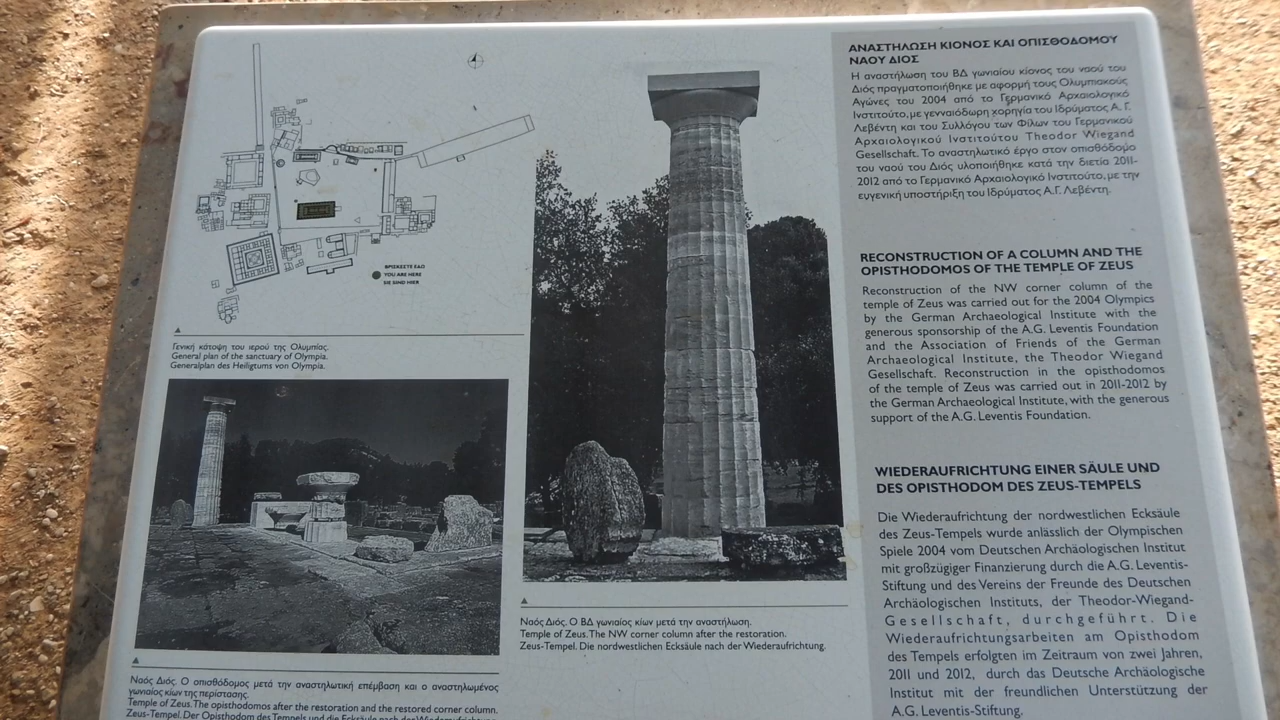 ΒΡΙΣΚΕΣΤΕ ΕΔΩ
YOU ARE HERE
SIE SIND HIER
Γενική κάτοψη του ιερού της Ολυμπίας.
General plan of the sanctuary of Olympia.
Generalplan des Heiligtums von Olympia.
Ναός Διός. Ο οπισθόδομος μετά την αναστηλωτική επέμβαση και ο αναστηλωμένος
γωνιαίος κίων της περίστασης.
Temple of Zeus. The opisthodomos after the restoration and the restored corner column.
Zeus-Tempel. Der Opisthodom des Tempels und die Ecksäule nach der
Ναός Διός. Ο ΒΔ γωνιαίος κίων μετά την αναστήλωση.
Temple of Zeus. The NW corner column after the restoration.
Zeus-Tempel. Die nordwestlichen Ecksäule nach der Wiederaufrichtung.
ΑΝΑΣΤΗΛΩΣΗ ΚΙΟΝΟΣ ΚΑΙ ΟΠΙΣΘΟΔΟΜΟΥ
ΝΑΟΥ ΔΙΟΣ
Η αναστήλωση του ΒΔ γωνιαίου κίονος του ναού του
Διός πραγματοποιήθηκε με αφορμή τους Ολυμπιακούς
Αγώνες του 2004 από το Γερμανικό Αρχαιολογικό
Ινστιτούτο, με γενναιόδωρη χορηγία του Ιδρύματος Α. Γ.
Λεβέντη και του Συλλόγου των Φίλων του Γερμανικού
Αρχαιολογικού Ινστιτούτου Theodor Wiegand
Gesellschaft. Το αναστηλωτικό έργο στον οπισθόδομο
του ναού του Διός υλοποιήθηκε κατά την διετία 2011-
2012 από το Γερμανικό Αρχαιολογικό Ινστιτούτο, με την
ευγενική υποστήριξη του Ιδρύματος Α.Γ. Λεβέντη.
RECONSTRUCTION OF A COLUMN AND THE
OPISTHODOMOS OF THE TEMPLE OF ZEUS
Reconstruction of the NW corner column of the
temple of Zeus was carried out for the 2004 Olympics
by the German Archaeological Institute with the
generous sponsorship of the A.G. Leventis Foundation
and the Association of Friends of the German
Archaeological Institute, the Theodor Wiegand
Gesellschaft. Reconstruction in the opisthodomos
of the temple of Zeus was carried out in 2011-2012 by
the German Archaeological Institute, with the generous
support of the A.G. Leventis Foundation.
WIEDERAUFRICHTUNG EINER SÄULE UND
DES OPISTHODOM DES ZEUS-TEMPELS
Die Wiederaufrichtung der nordwestlichen Ecksäule
des Zeus-Tempels wurde anlässlich der Olympischen
Spiele 2004 vom Deutschen Archäologischen Institut
mit großzügiger Finanzierung durch die A.G. Leventis-
Stiftung und des Vereins der Freunde des Deutschen
Archäologischen Instituts, der Theodor-Wiegand-
Gesellschaft, durchgeführt. Die
Wiederaufrichtungsarbeiten am Opisthodom
des Tempels erfolgten im Zeitraum von zwei Jahren,
2011 und 2012, durch das Deutsche Archäologische
Institut mit der freundlichen Unterstützung der
A.G. Leventis-Stiftung.